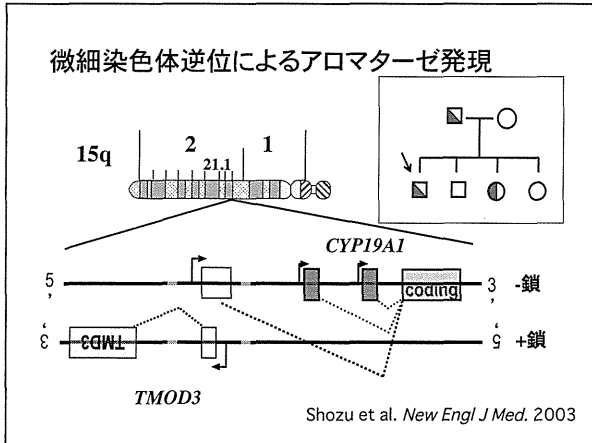 微細染色体逆位によるアロマターゼ発現
15q
2
1
21.1
CYP19A1
5'
coding
3'
-鎖
3'
TMD3
5'
+鎖
TMOD3
Shozu et al. New Engl J Med. 2003